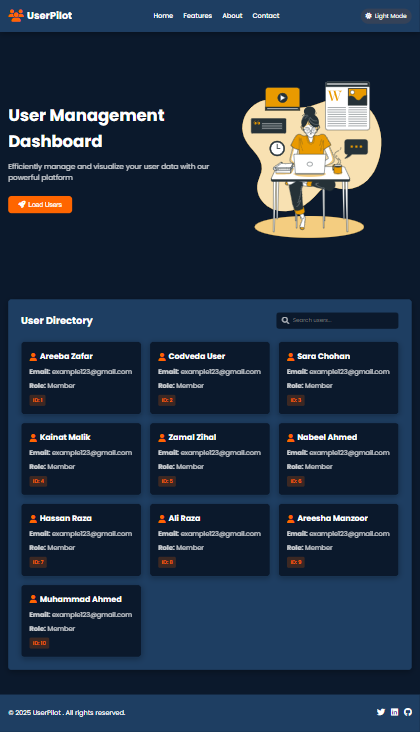 UserPilot
Home Features About Contact
Light Mode
User Management
Dashboard
Efficiently manage and visualize your user data with our
powerful platform
Load Users
W
User Directory
Search users...
Areeba Zafar
Email: example123@gmail.com
Role: Member
ID: 1
Codveda User
Email: example123@gmail.com
Role: Member
ID: 2
Sara Chohan
Email: example123@gmail.com
Role: Member
ID: 3
Kainat Malik
Email: example123@gmail.com
Role: Member
ID: 4
Zamal Zihal
Email: example123@gmail.com
Role: Member
ID: 5
Nabeel Ahmed
Email: example123@gmail.com
Role: Member
ID: 6
Hassan Raza
Email: example123@gmail.com
Role: Member
ID: 7
Ali Raza
Email: example123@gmail.com
Role: Member
ID: 8
Areesha Manzoor
Email: example123@gmail.com
Role: Member
ID: 9
Muhammad Ahmed
Email: example123@gmail.com
Role: Member
ID: 10
© 2025 UserPilot . All rights reserved.